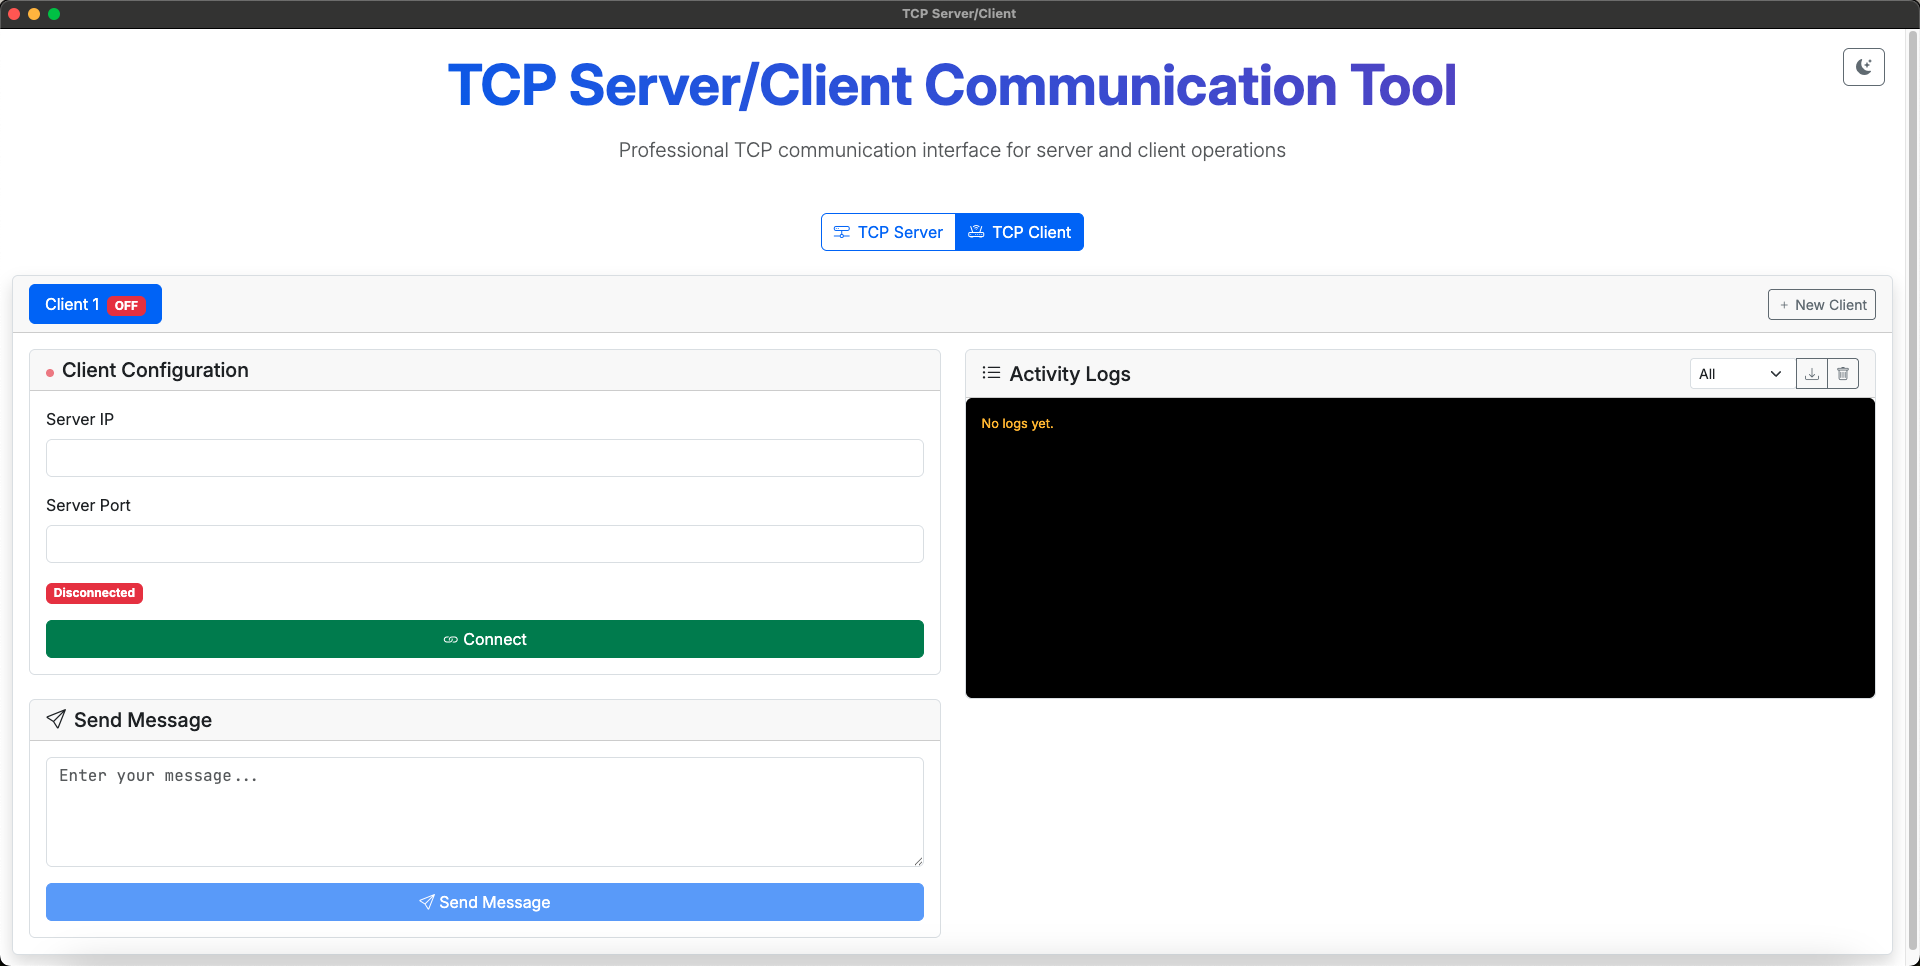 TCP Server/Client
TCP Server/Client Communication Tool
Professional TCP communication interface for server and client operations
TCP Server
TCP Client
Client 1 OFF
+ New Client
Client Configuration
Server IP
Server Port
Disconnected
Connect
Send Message
Enter your message...
Send Message
Activity Logs
All
No logs yet.